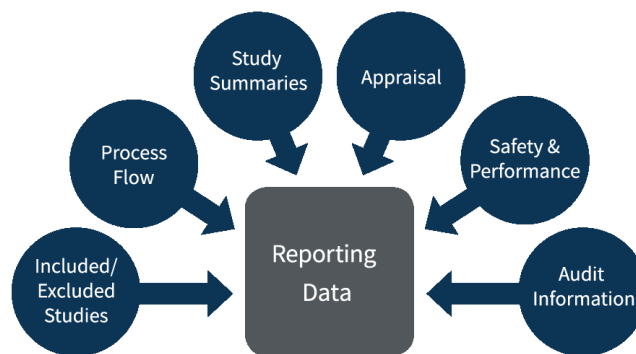 Study
Summaries
Appraisal
Process
Flow
Safety &
Performance
Included/
Excluded
Studies
Reporting
Data
Audit
Information